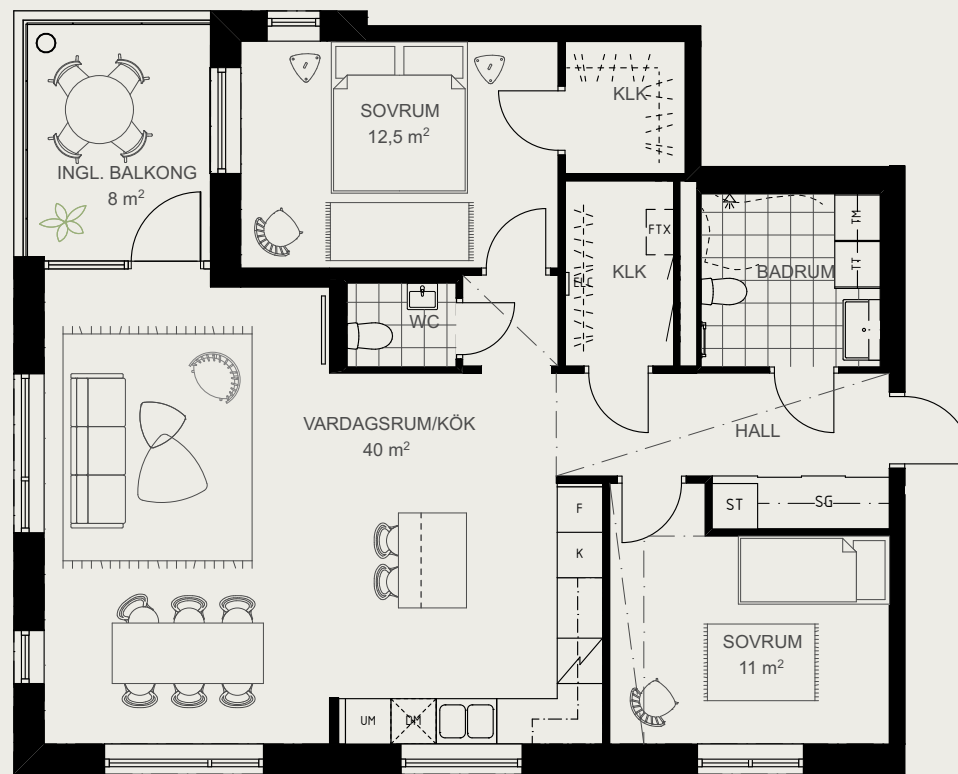 SOVRUM
12,5 m²
KLK
INGL. BALKONG
8 m²
FTX
TM
KLK
BADRUM
TT
ELC
WC
VARDAGSRUM/KÖK
40 m²
HALL
F
ST
SG
K
SOVRUM
11 m²
UM
DM